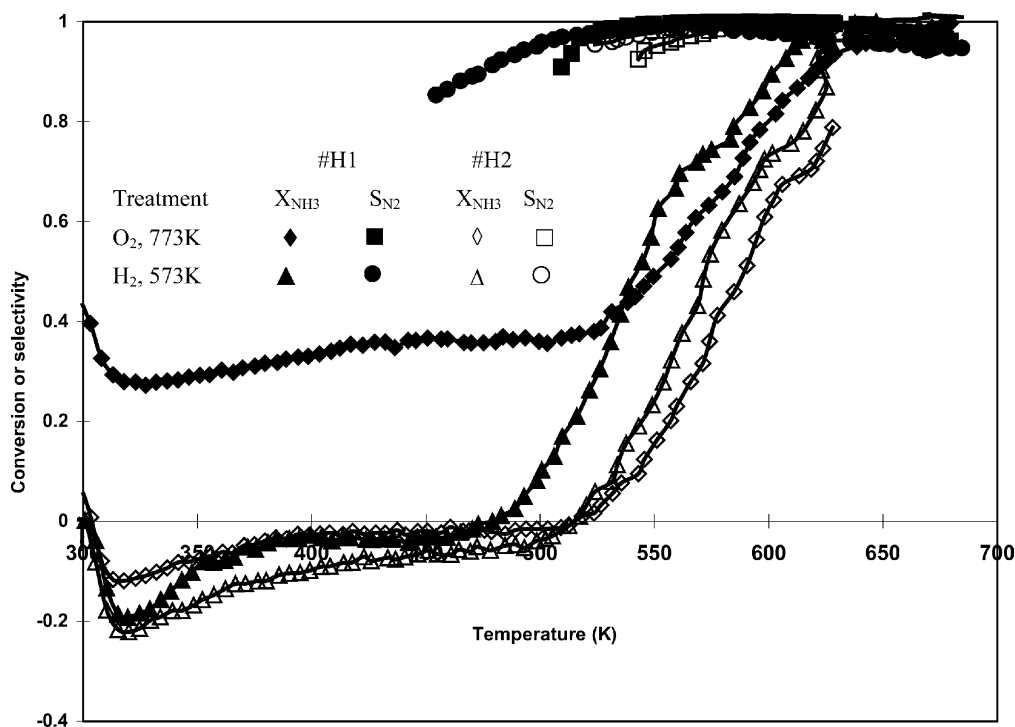 1
0.8
0.6
0.4
0.2
0
-0.2
-0.4
Conversion or selectivity
#H1 #H2
Treatment X_NH3 S_N2 X_NH3 S_N2
O₂, 773K
H₂, 573K
300 350 400 450 500 550 600 650 700
Temperature (K)